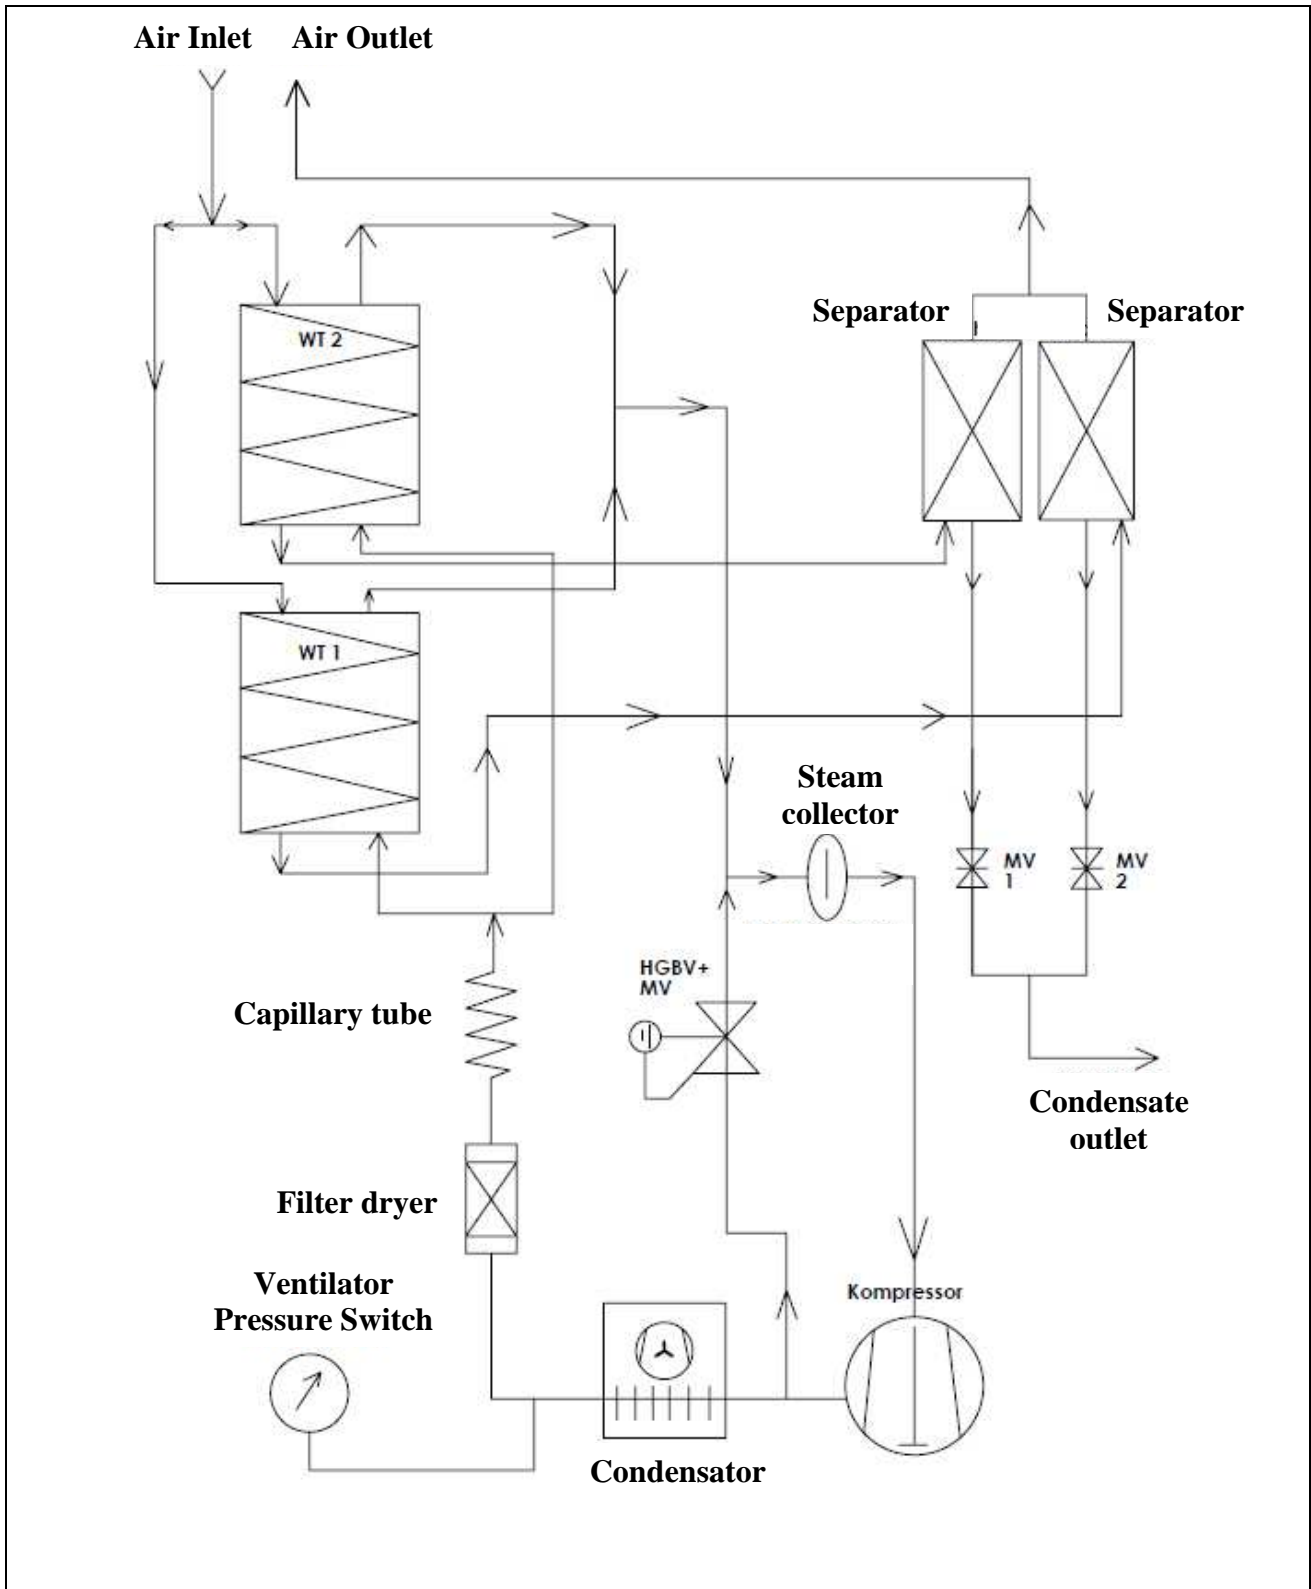 Air Inlet
Air Outlet
WT 2
Separator
Separator
WT 1
Steam
collector
MV
1
MV
2
HGBV+
MV
Capillary tube
Condensate
outlet
Filter dryer
Ventilator
Pressure Switch
Kompressor
Condensator